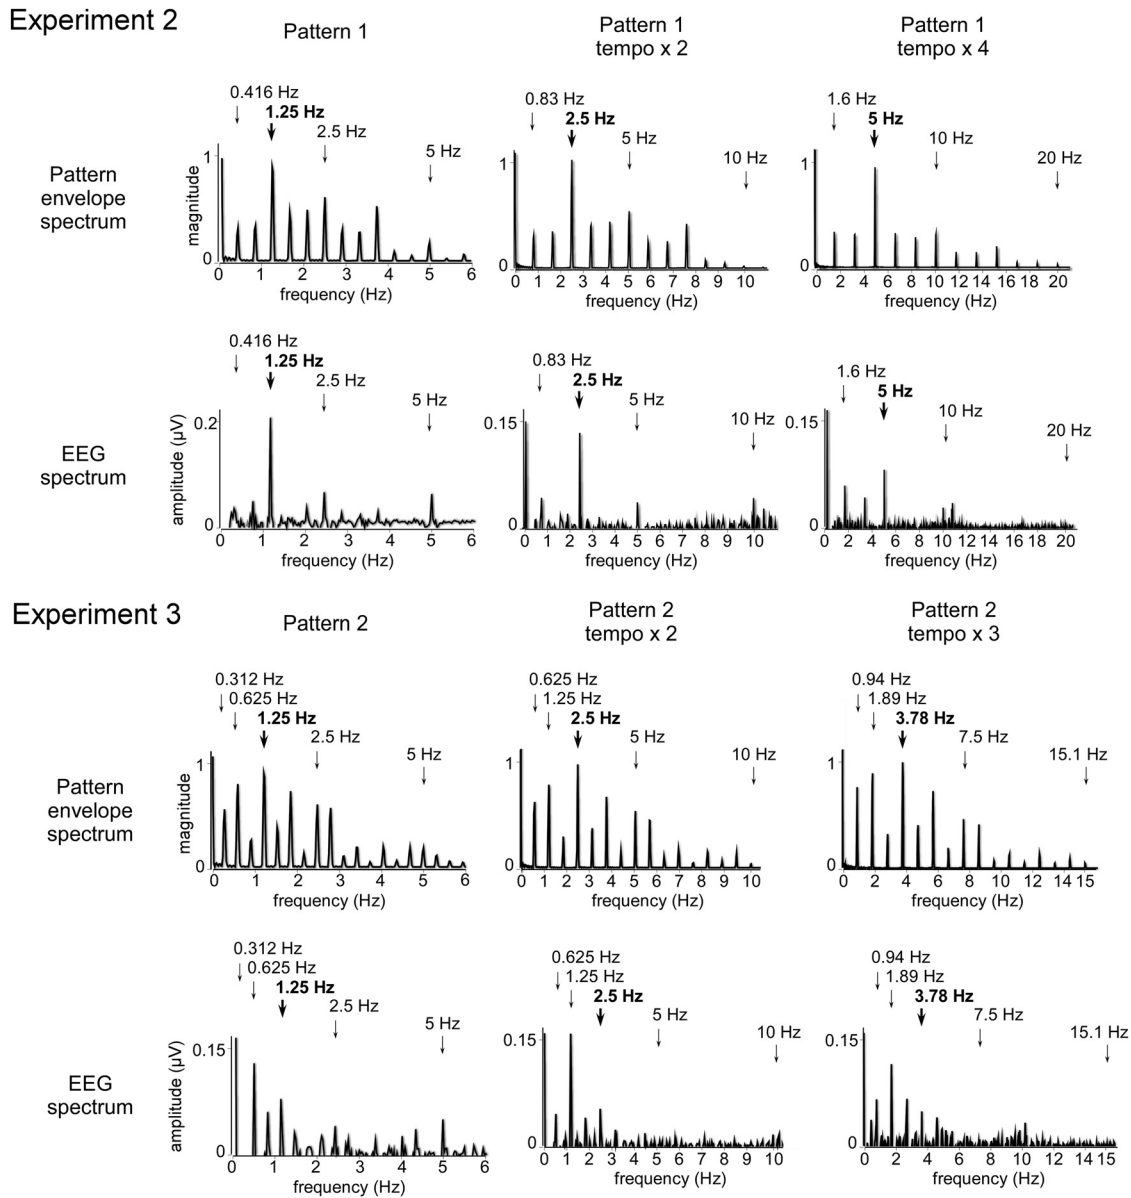 Experiment 2
Pattern 1
Pattern 1
tempo x 2
Pattern 1
tempo x 4
Pattern
envelope
spectrum
0.416 Hz
1.25 Hz
2.5 Hz
5 Hz
magnitude
1
0
0 1 2 3 4 5 6
frequency (Hz)
0.83 Hz
2.5 Hz
5 Hz
10 Hz
1
0
0 1 2 3 4 5 6 7 8 9 10
frequency (Hz)
1.6 Hz
5 Hz
10 Hz
20 Hz
1
0
0 2 4 6 8 10 12 14 16 18 20
frequency (Hz)
EEG
spectrum
0.416 Hz
1.25 Hz
2.5 Hz
5 Hz
amplitude (µV)
0.2
0
0 1 2 3 4 5 6
frequency (Hz)
0.83 Hz
2.5 Hz
5 Hz
10 Hz
0.15
0
0 1 2 3 4 5 6 7 8 9 10
frequency (Hz)
1.6 Hz
5 Hz
10 Hz
20 Hz
0.15
0
0 2 4 6 8 10 12 14 16 18 20
frequency (Hz)
Experiment 3
Pattern 2
Pattern 2
tempo x 2
Pattern 2
tempo x 3
Pattern
envelope
spectrum
0.312 Hz
0.625 Hz
1.25 Hz
2.5 Hz
5 Hz
magnitude
1
0
0 1 2 3 4 5 6
frequency (Hz)
0.625 Hz
1.25 Hz
2.5 Hz
5 Hz
10 Hz
1
0
0 1 2 3 4 5 6 7 8 9 10
frequency (Hz)
0.94 Hz
1.89 Hz
3.78 Hz
7.5 Hz
15.1 Hz
1
0
0 2 4 6 8 10 12 14 15
frequency (Hz)
EEG
spectrum
0.312 Hz
0.625 Hz
1.25 Hz
2.5 Hz
5 Hz
amplitude (µV)
0.15
0
0 1 2 3 4 5 6
frequency (Hz)
0.625 Hz
1.25 Hz
2.5 Hz
5 Hz
10 Hz
0.15
0
0 1 2 3 4 5 6 7 8 9 10
frequency (Hz)
0.94 Hz
1.89 Hz
3.78 Hz
7.5 Hz
15.1 Hz
0.15
0
0 2 4 6 8 10 12 14 15
frequency (Hz)